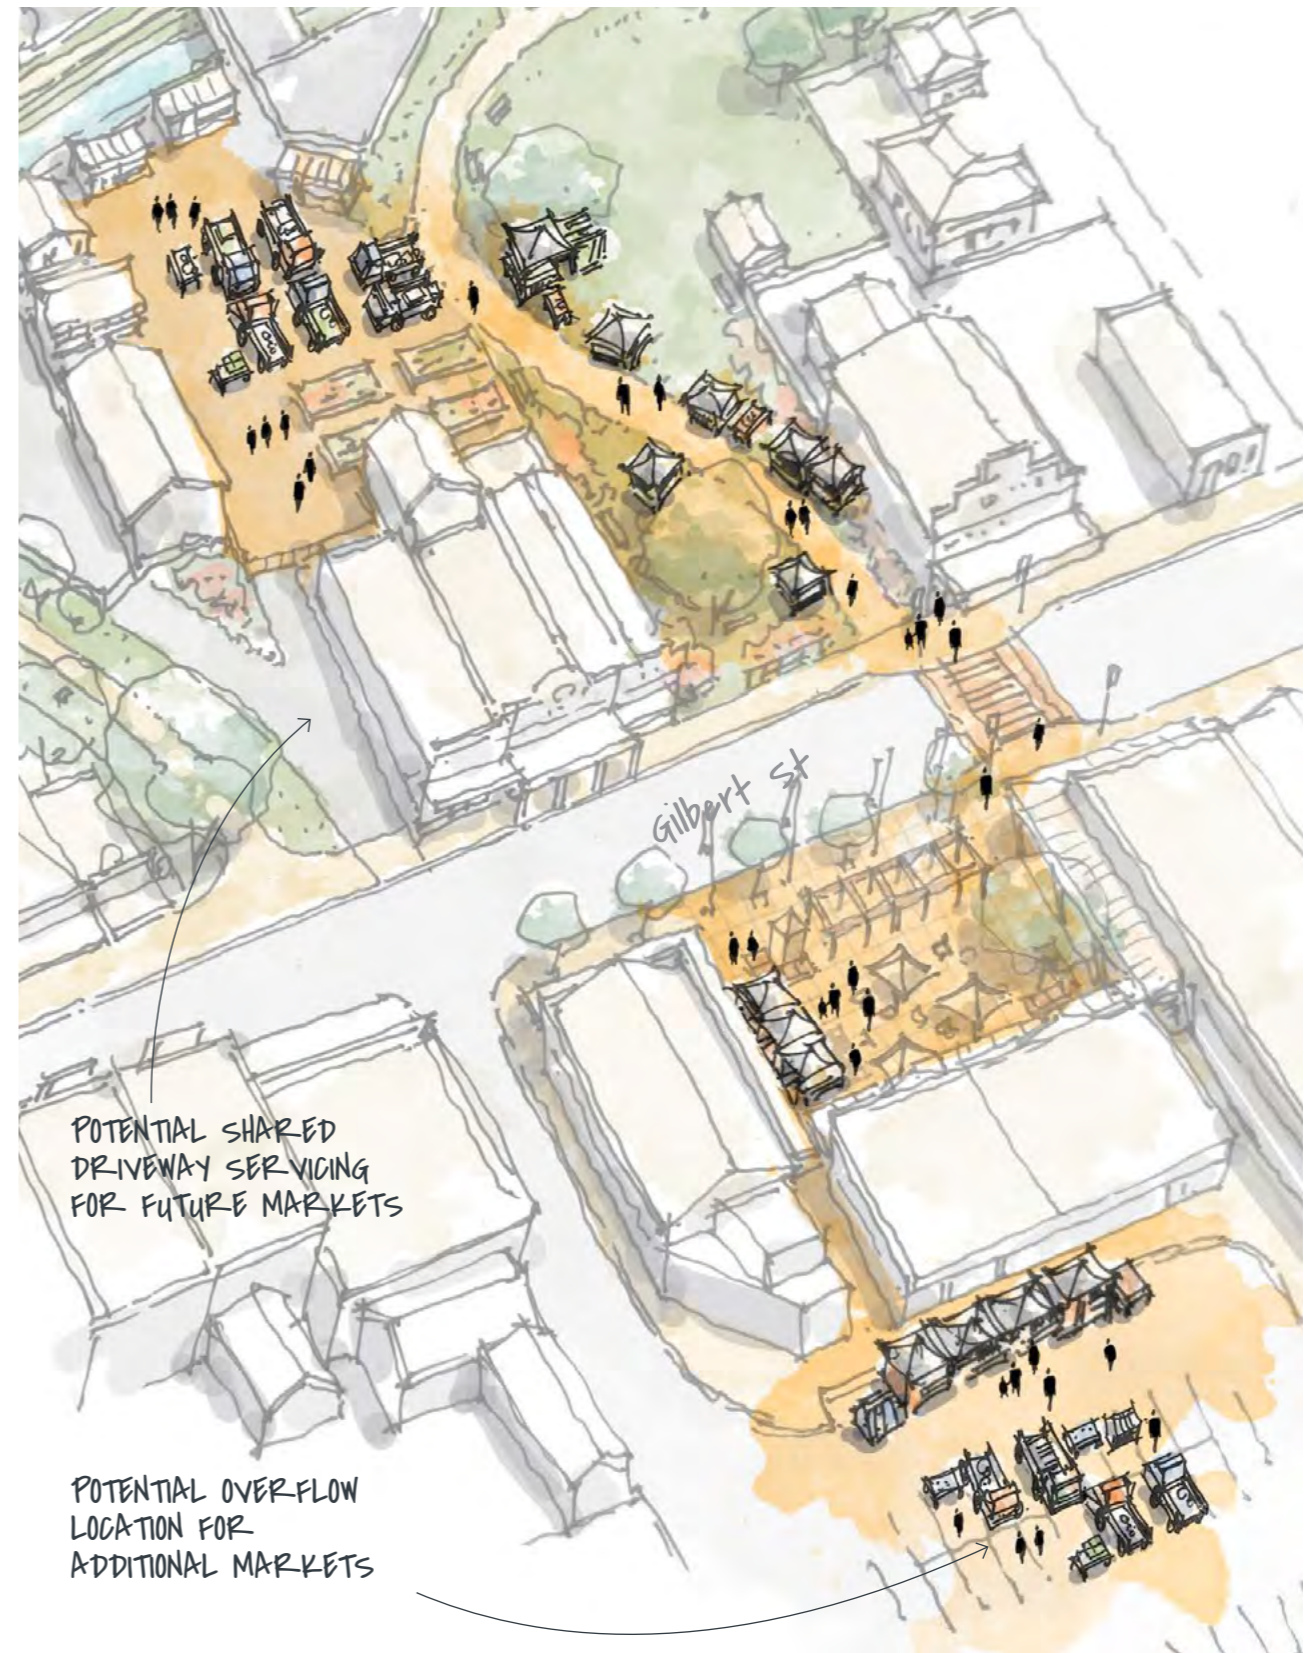 Gilbert St
POTENTIAL SHARED
DRIVEWAY SERVICING
FOR FUTURE MARKETS
POTENTIAL OVERFLOW
LOCATION FOR
ADDITIONAL MARKETS